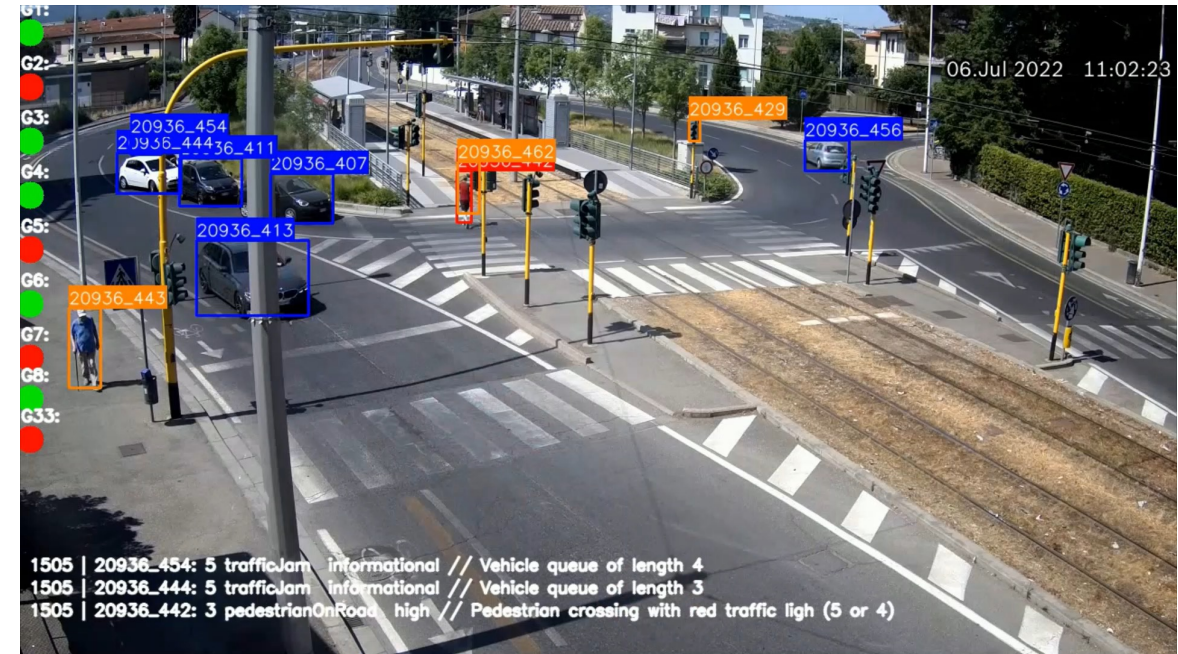 G1:
G2:
G3:
G4:
G5:
G6:
G7:
G8:
G33:
06.Jul 2022 11:02:23
20936_429
20936_454
20936_456
20936_444
36_411
20936_462
20936_407
20936_413
20936_443
1505 | 20936_454: 5 trafficJam informational // Vehicle queue of length 4
1505 | 20936_444: 5 trafficJam informational // Vehicle queue of length 3
1505 | 20936_442: 3 pedestrianOnRoad high // Pedestrian crossing with red traffic ligh (5 or 4)